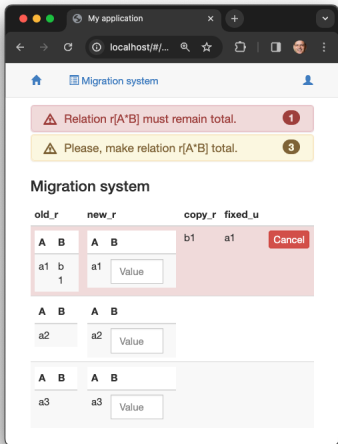 My application
localhost/#/...
Migration system
Relation r[A*B] must remain total. 1
Please, make relation r[A*B] total. 3
Migration system
old_r new_r copy_r fixed_u
A B A B b1 a1 Cancel
a1 b 1 a1 Value
A B A B
a2 a2 Value
A B A B
a3 a3 Value